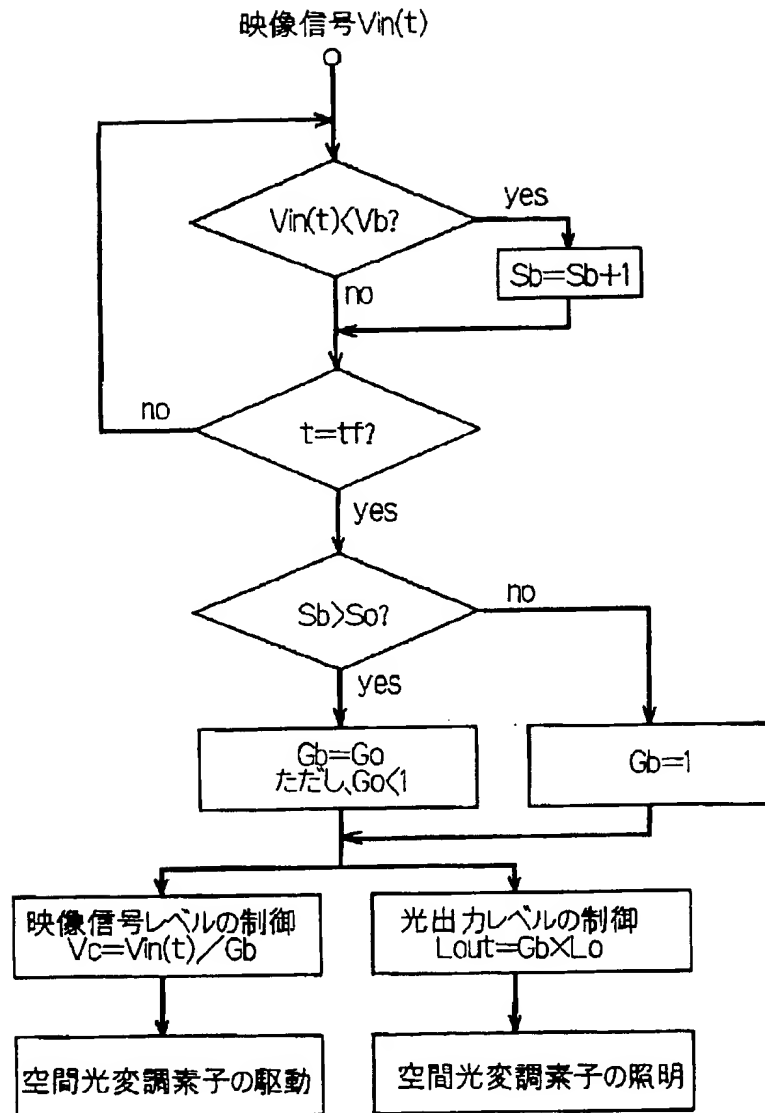 映像信号Vin(t)
Vin(t)<Vb?
yes
Sb=Sb+1
no
no
t=tf?
yes
Sb>So?
no
yes
Gb=Go
ただし、Go<1
Gb=1
映像信号レベルの制御
Vc=Vin(t)/Gb
光出力レベルの制御
Lout=Gb×Lo
空間光変調素子の駆動
空間光変調素子の照明